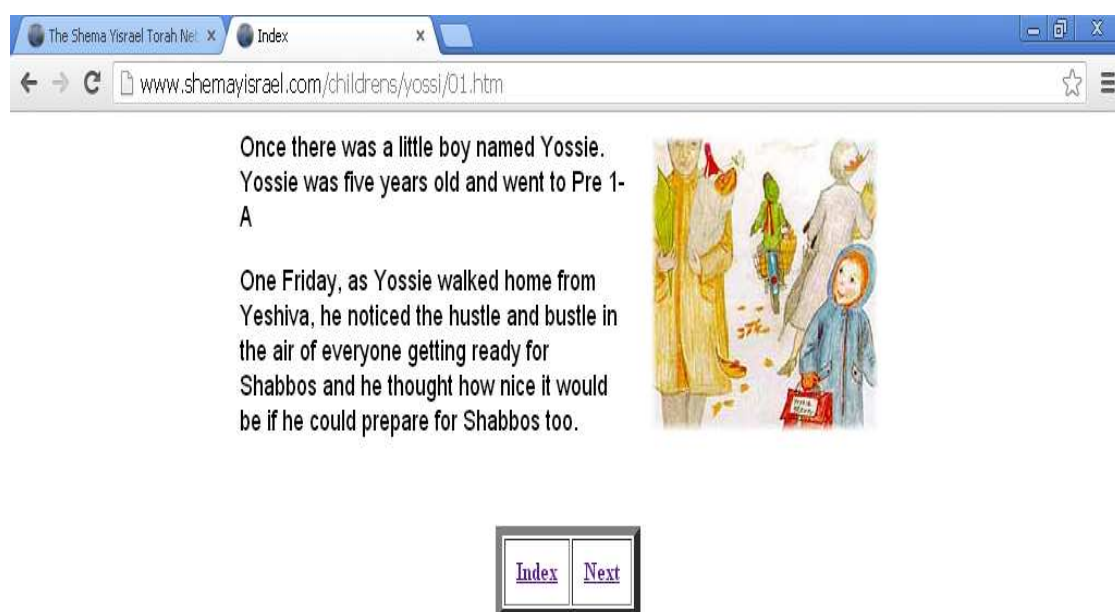 The Shema Yisrael Torah Net
Index
www.shemayisrael.com/childrens/yossi/01.htm
Once there was a little boy named Yossie.
Yossie was five years old and went to Pre 1-
A
One Friday, as Yossie walked home from
Yeshiva, he noticed the hustle and bustle in
the air of everyone getting ready for
Shabbos and he thought how nice it would
be if he could prepare for Shabbos too.
Index Next